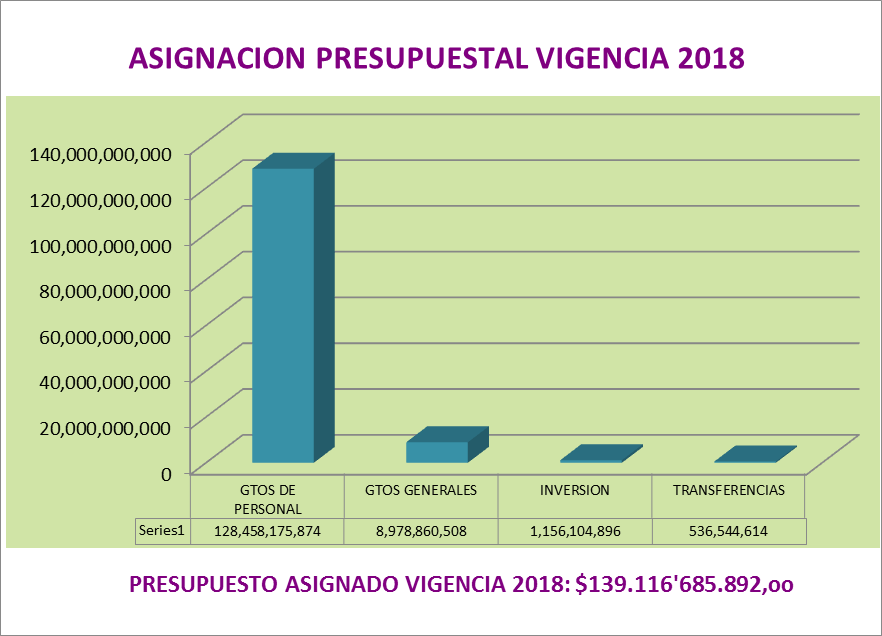 ASIGNACION PRESUPUESTAL VIGENCIA 2018
140,000,000,000
120,000,000,000
100,000,000,000
80,000,000,000
60,000,000,000
40,000,000,000
20,000,000,000
0
GTOS DE PERSONAL
GTOS GENERALES
INVERSION
TRANSFERENCIAS
Series1 128,458,175,874 8,978,860,508 1,156,104,896 536,544,614
PRESUPUESTO ASIGNADO VIGENCIA 2018: $139.116'685.892,oo